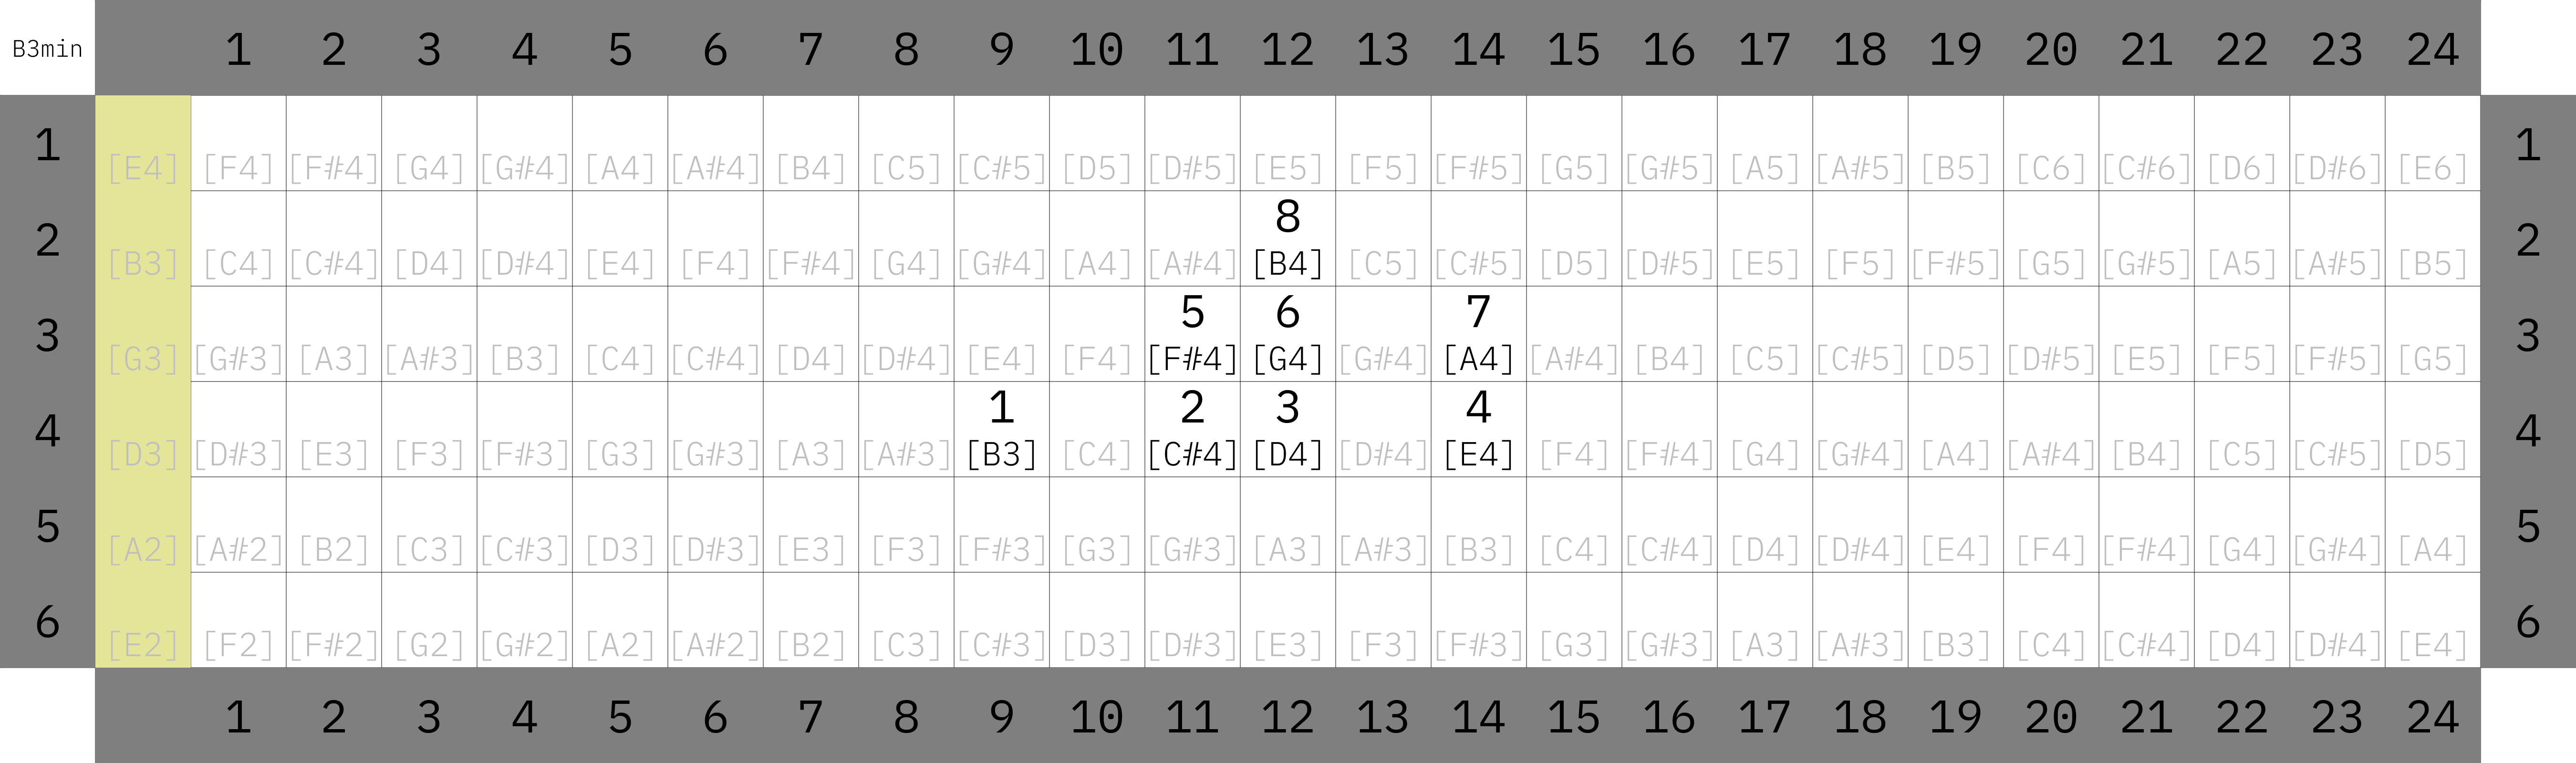 B3min 1 2 3 4 5 6 7 8 9 10 11 12 13 14 15 16 17 18 19 20 21 22 23 24
1 [E4] [F4] [F#4] [G4] [G#4] [A4] [A#4] [B4] [C5] [C#5] [D5] [D#5] [E5] [F5] [F#5] [G5] [G#5] [A5] [A#5] [B5] [C6] [C#6] [D6] [D#6] [E6] 1
8
2 [B3] [C4] [C#4] [D4] [D#4] [E4] [F4] [F#4] [G4] [G#4] [A4] [A#4] [B4] [C5] [C#5] [D5] [D#5] [E5] [F5] [F#5] [G5] [G#5] [A5] [A#5] [B5] 2
5 6 7
3 [G3] [G#3] [A3] [A#3] [B3] [C4] [C#4] [D4] [D#4] [E4] [F4] [F#4] [G4] [G#4] [A4] [A#4] [B4] [C5] [C#5] [D5] [D#5] [E5] [F5] [F#5] [G5] 3
1 2 3 4
4 [D3] [D#3] [E3] [F3] [F#3] [G3] [G#3] [A3] [A#3] [B3] [C4] [C#4] [D4] [D#4] [E4] [F4] [F#4] [G4] [G#4] [A4] [A#4] [B4] [C5] [C#5] [D5] 4
5 [A2] [A#2] [B2] [C3] [C#3] [D3] [D#3] [E3] [F3] [F#3] [G3] [G#3] [A3] [A#3] [B3] [C4] [C#4] [D4] [D#4] [E4] [F4] [F#4] [G4] [G#4] [A4] 5
6 [E2] [F2] [F#2] [G2] [G#2] [A2] [A#2] [B2] [C3] [C#3] [D3] [D#3] [E3] [F3] [F#3] [G3] [G#3] [A3] [A#3] [B3] [C4] [C#4] [D4] [D#4] [E4] 6
1 2 3 4 5 6 7 8 9 10 11 12 13 14 15 16 17 18 19 20 21 22 23 24